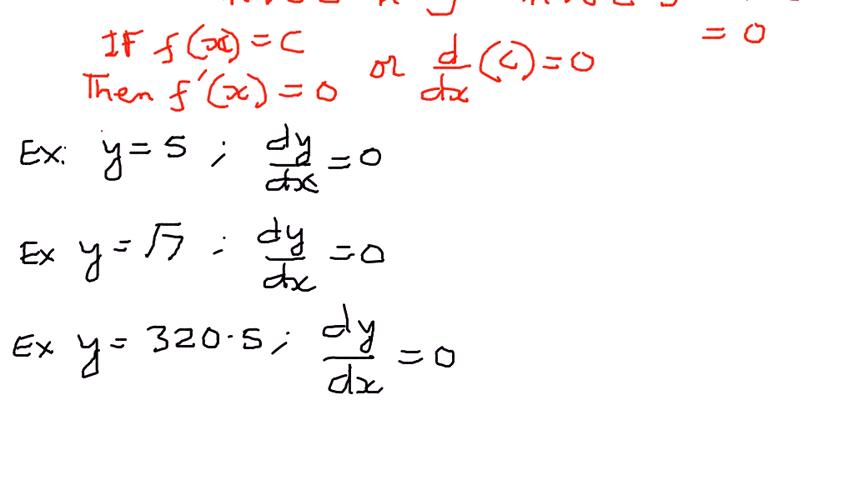 = 0
IF f(x) = C
Then f'(x) = 0 or d/dx (c) = 0
Ex: y = 5 ; dy/dx = 0
Ex y = √7 ; dy/dx = 0
Ex y = 320.5 ; dy/dx = 0